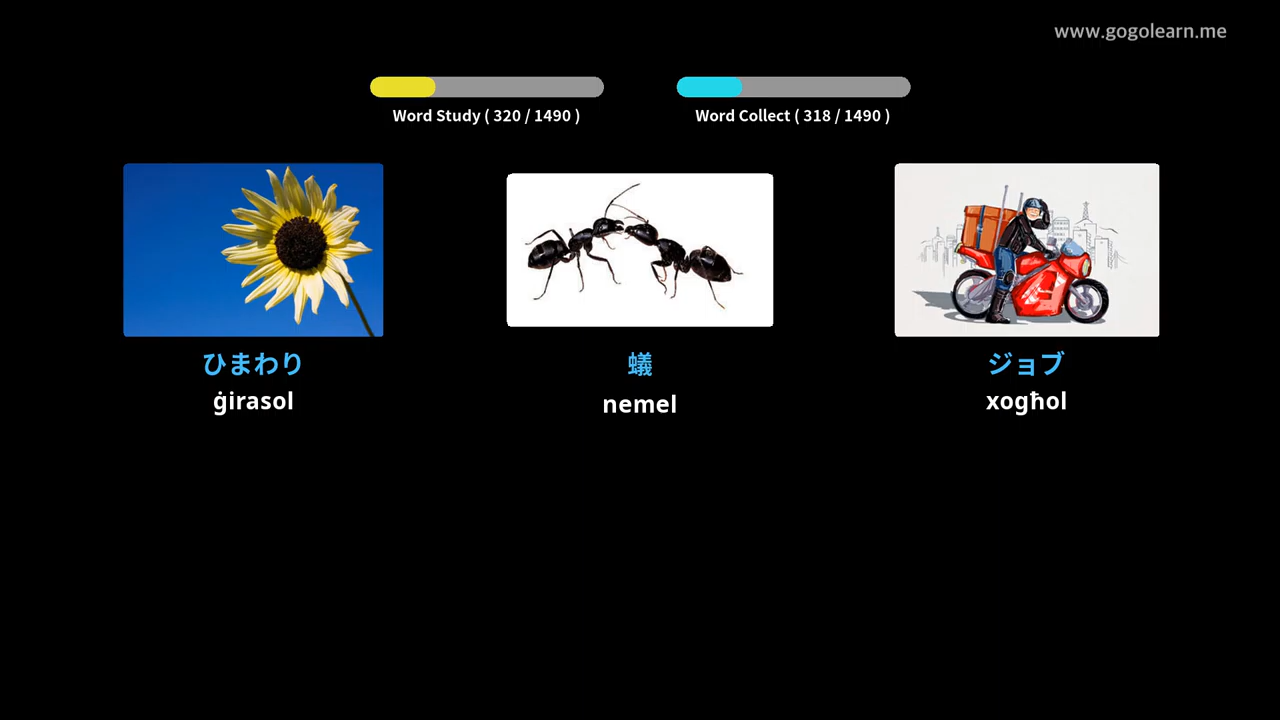 www.gogolearn.me
Word Study ( 320 / 1490 )
Word Collect ( 318 / 1490 )
ひまわり
ġirasol
蟻
nemel
ジョブ
xogħol